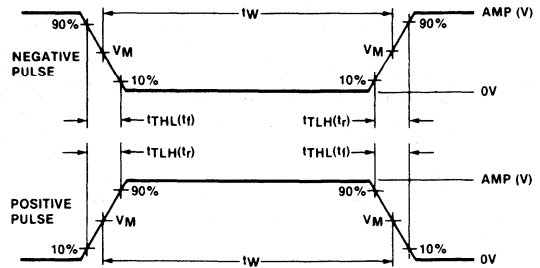 tW
AMP (V)
90%
90%
VM
VM
NEGATIVE
PULSE
10%
10%
0V
tTHL(tf)
tTLH(tr)
tTLH(tr)
tTHL(tf)
AMP (V)
POSITIVE
PULSE
90%
90%
VM
VM
10%
10%
0V
tW